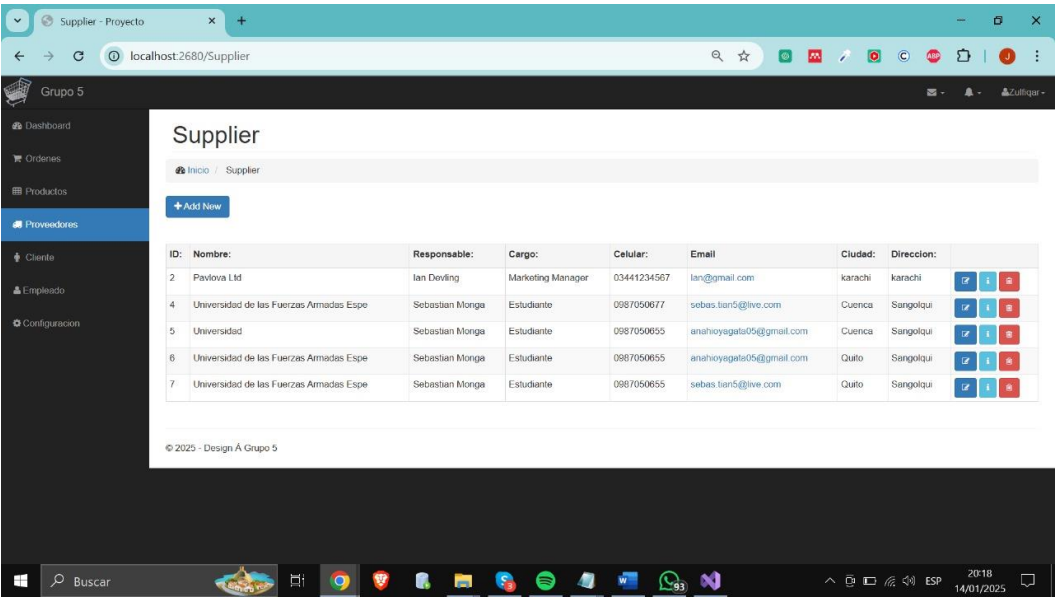 Supplier - Proyecto
localhost:2680/Supplier
Grupo 5
Zulfiqar
Dashboard
Ordenes
Productos
Proveedores
Cliente
Empleado
Configuracion
Supplier
Inicio / Supplier
+Add New
ID: Nombre: Responsable: Cargo: Celular: Email Ciudad: Direccion:
2 Pavlova Ltd Ian Devling Marketing Manager 03441234567 Ian@gmail.com karachi karachi
4 Universidad de las Fuerzas Armadas Espe Sebastian Monga Estudiante 0987050677 sebas.tian5@live.com Cuenca Sangolqui
5 Universidad Sebastian Monga Estudiante 0987050655 anahioyagata05@gmail.com Cuenca Sangolqui
6 Universidad de las Fuerzas Armadas Espe Sebastian Monga Estudiante 0987050655 anahioyagata05@gmail.com Quito Sangolqui
7 Universidad de las Fuerzas Armadas Espe Sebastian Monga Estudiante 0987050655 sebas.tian5@live.com Quito Sangolqui
© 2025 - Design Á Grupo 5
Buscar
93
ESP
20:18
14/01/2025